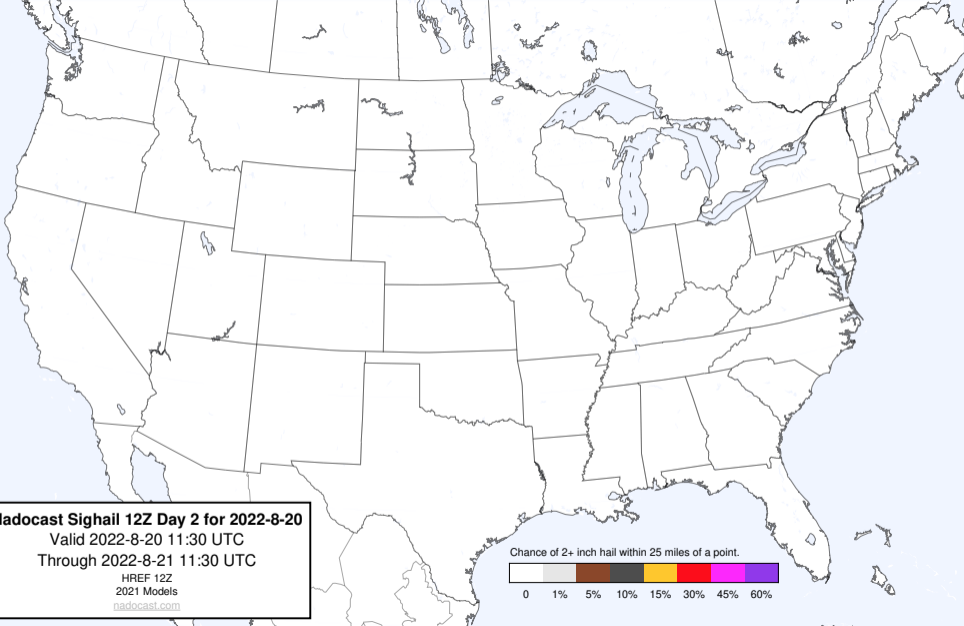 adocast Sighail 12Z Day 2 for 2022-8-20
Valid 2022-8-20 11:30 UTC
Through 2022-8-21 11:30 UTC
HREF 12Z
2021 Models
nadocast.com
Chance of 2+ inch hail within 25 miles of a point.
0 1% 5% 10% 15% 30% 45% 60%